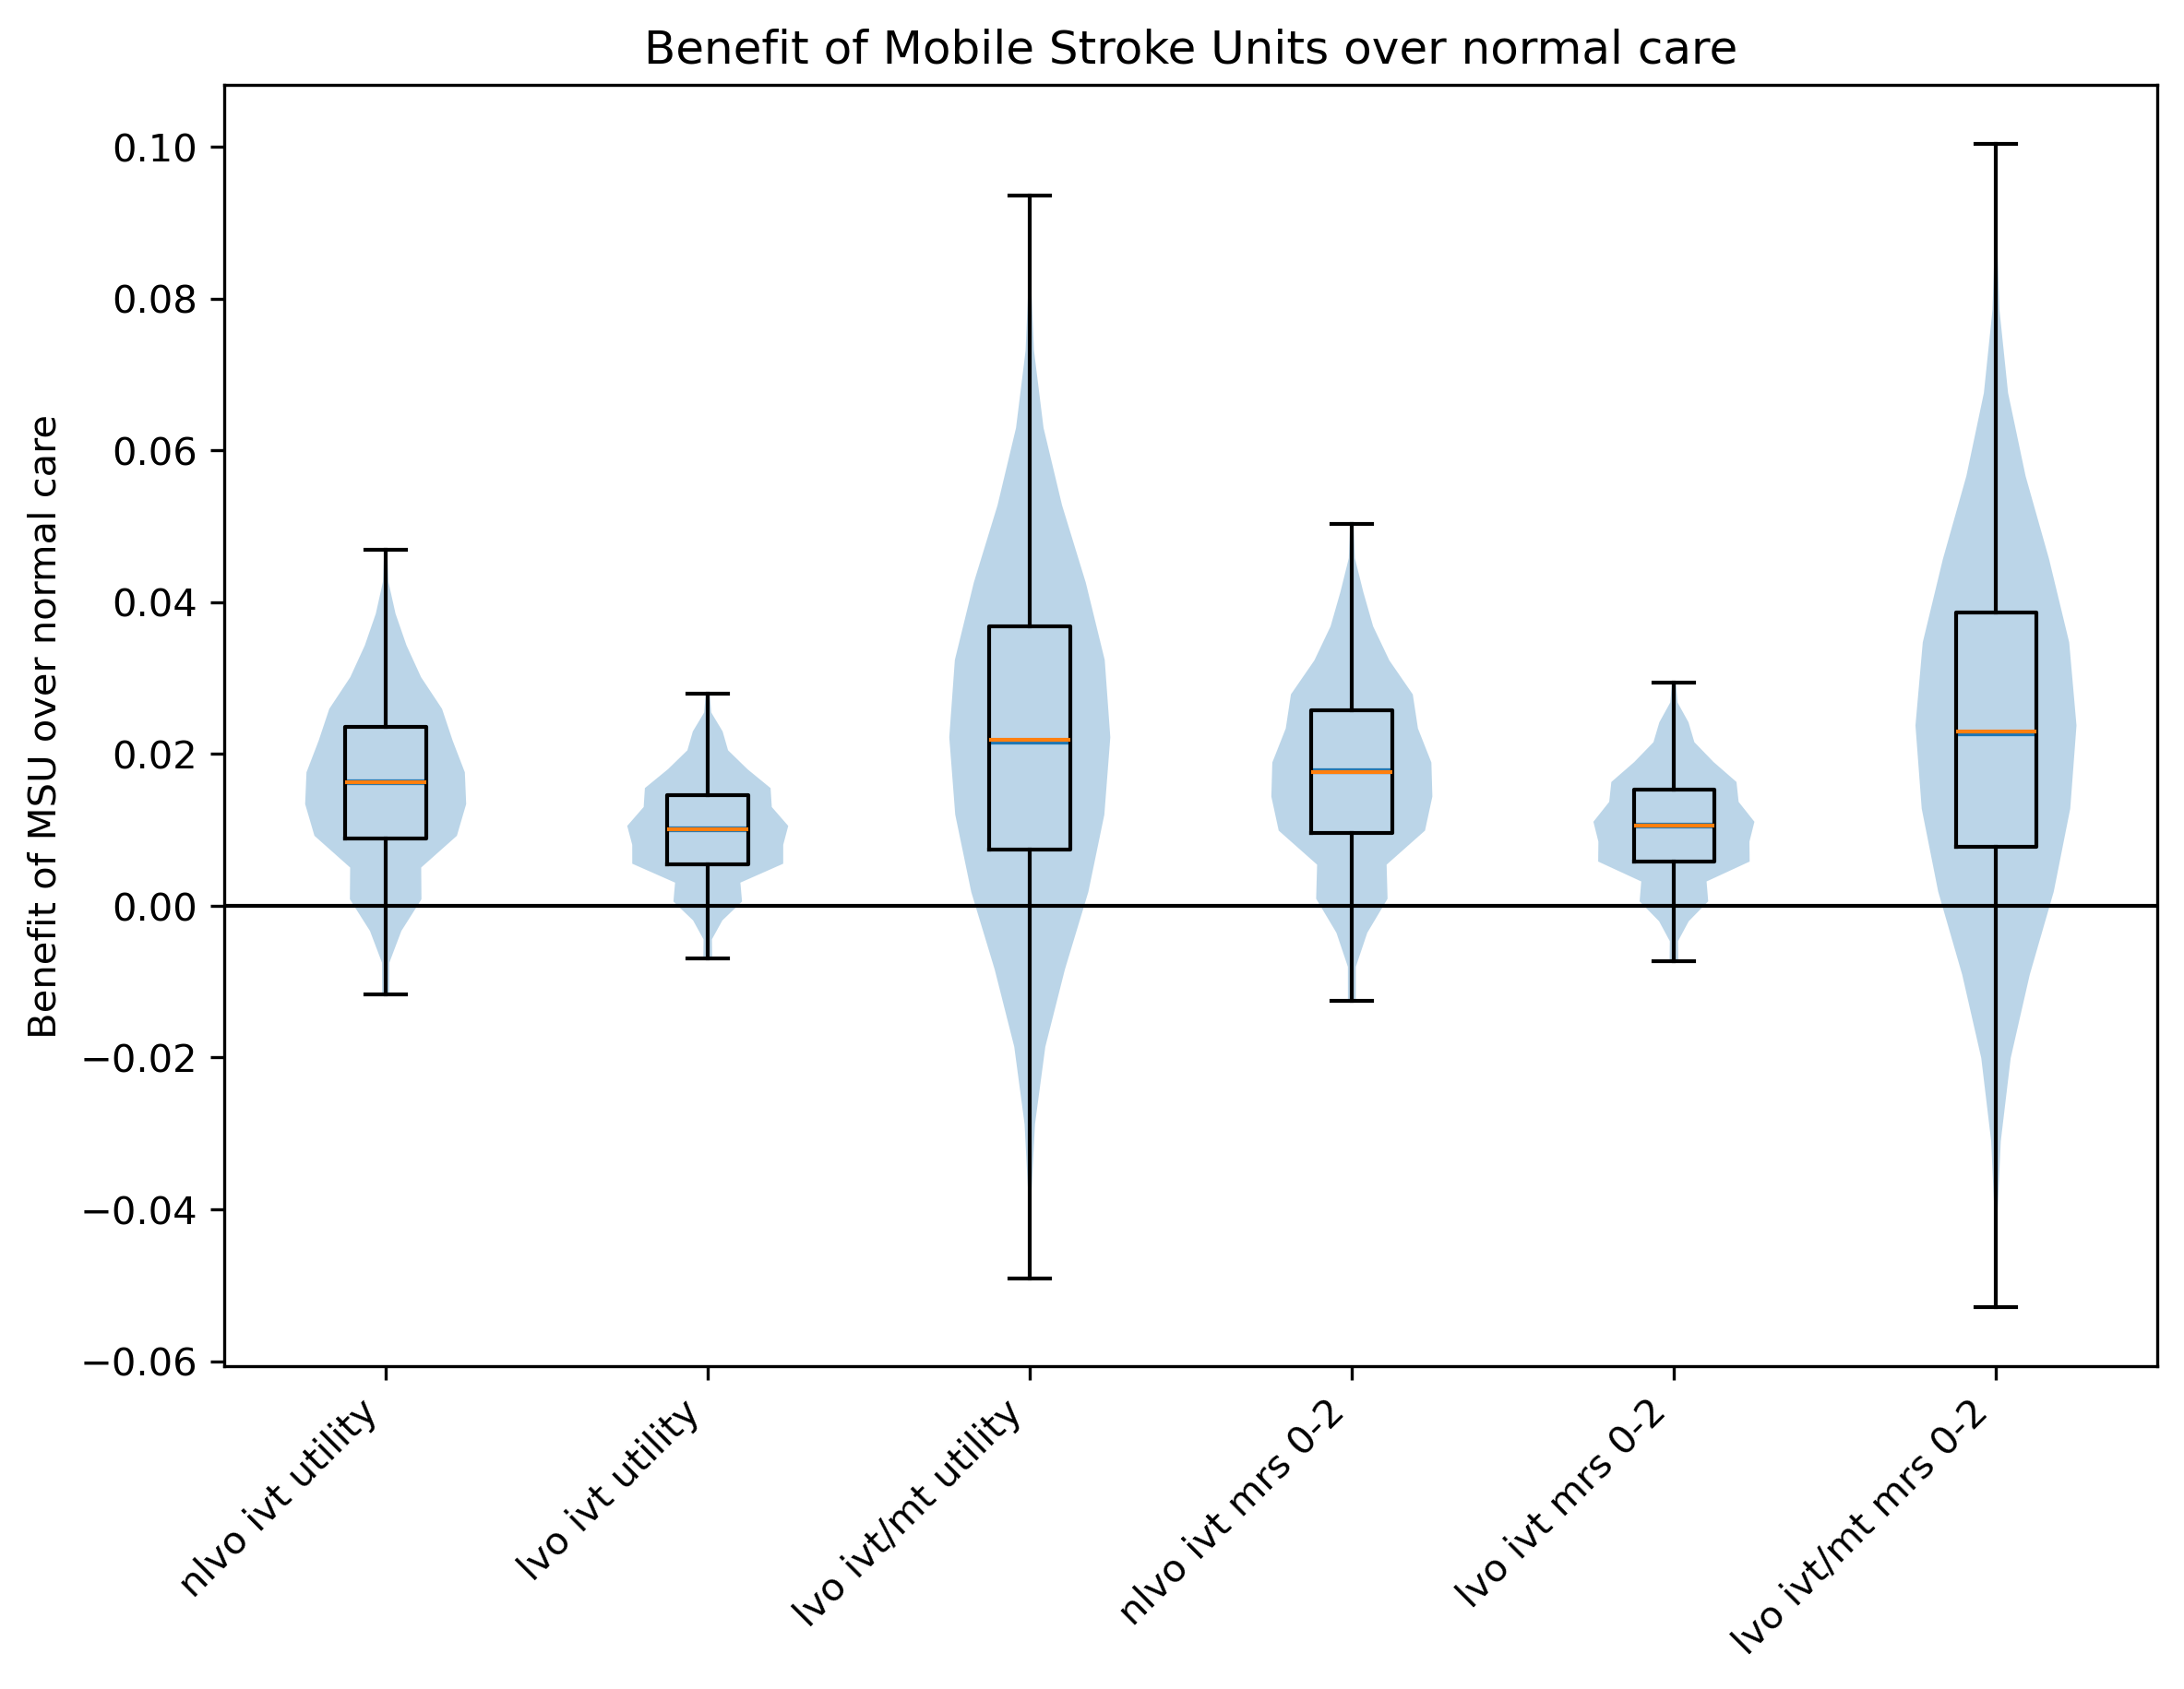 Benefit of Mobile Stroke Units over normal care
Benefit of MSU over normal care
0.10
0.08
0.06
0.04
0.02
0.00
−0.02
−0.04
−0.06
nlvo ivt utility
lvo ivt utility
lvo ivt/mt utility
nlvo ivt mrs 0-2
lvo ivt mrs 0-2
lvo ivt/mt mrs 0-2